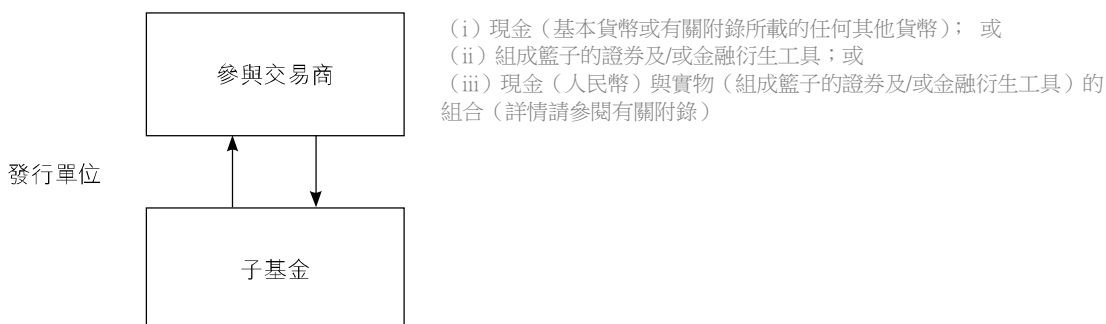 （i）現金（基本貨幣或有關附錄所載的任何其他貨幣）； 或
（ii）組成籃子的證券及/或金融衍生工具；或
（iii）現金（人民幣）與實物（組成籃子的證券及/或金融衍生工具）的
組合（詳情請參閱有關附錄）
參與交易商
發行單位
子基金